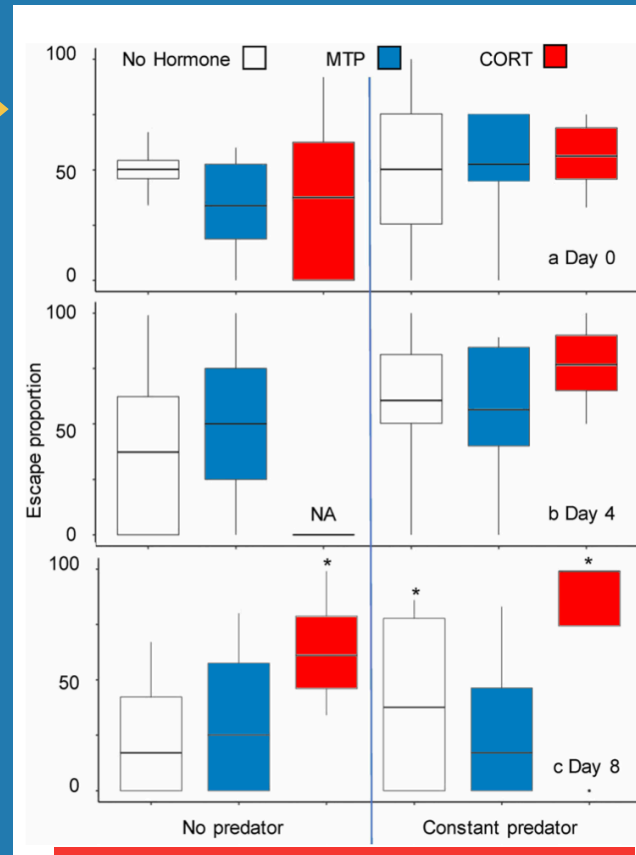 No Hormone MTP CORT
100
50
0
a Day 0
100
50
0
NA
b Day 4
100
50
0
*
*
*
c Day 8
Escape proportion
No predator Constant predator